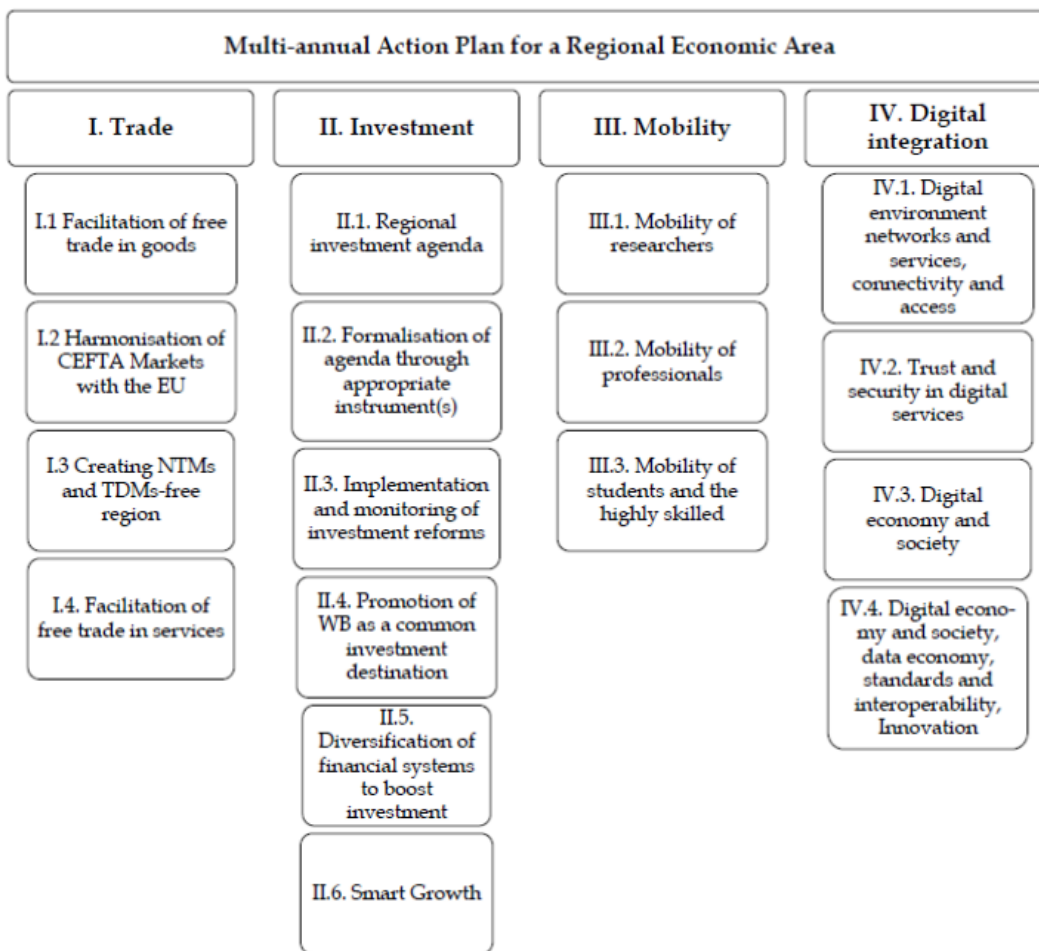 Multi-annual Action Plan for a Regional Economic Area
I. Trade
I.1 Facilitation of free
trade in goods
I.2 Harmonisation of
CEFTA Markets
with the EU
I.3 Creating NTMs
and TDMs-free
region
I.4. Facilitation of
free trade in services
II. Investment
II.1. Regional
investment agenda
II.2. Formalisation of
agenda through
appropriate
instrument(s)
II.3. Implementation
and monitoring of
investment reforms
II.4. Promotion of
WB as a common
investment
destination
II.5.
Diversification of
financial systems
to boost
investment
II.6. Smart Growth
III. Mobility
III.1. Mobility of
researchers
III.2. Mobility of
professionals
III.3. Mobility of
students and the
highly skilled
IV. Digital
integration
IV.1. Digital
environment
networks and
services,
connectivity and
access
IV.2. Trust and
security in digital
services
IV.3. Digital
economy and
society
IV.4. Digital econo-
my and society,
data economy,
standards and
interoperability,
Innovation